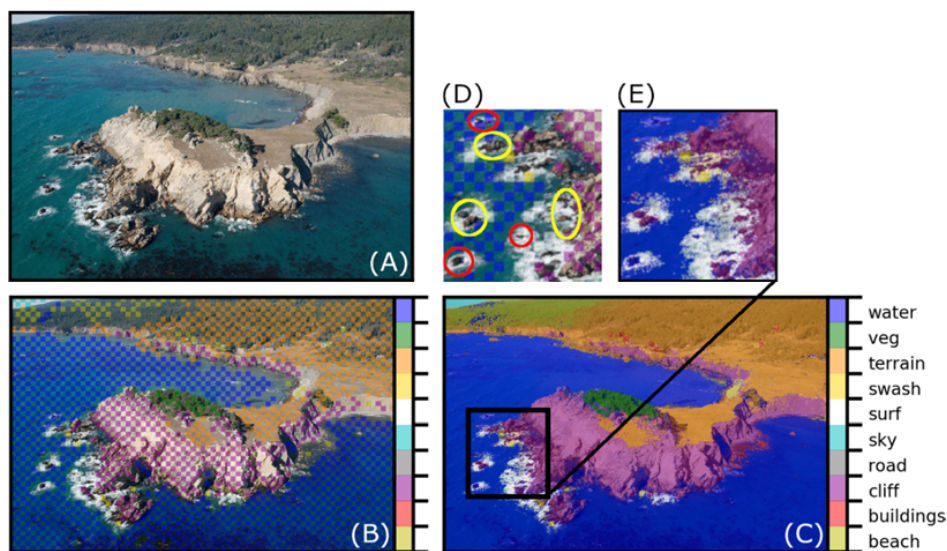 (D)
(E)
(A)
water
veg
terrain
swash
surf
sky
road
cliff
buildings
beach
(B)
(C)